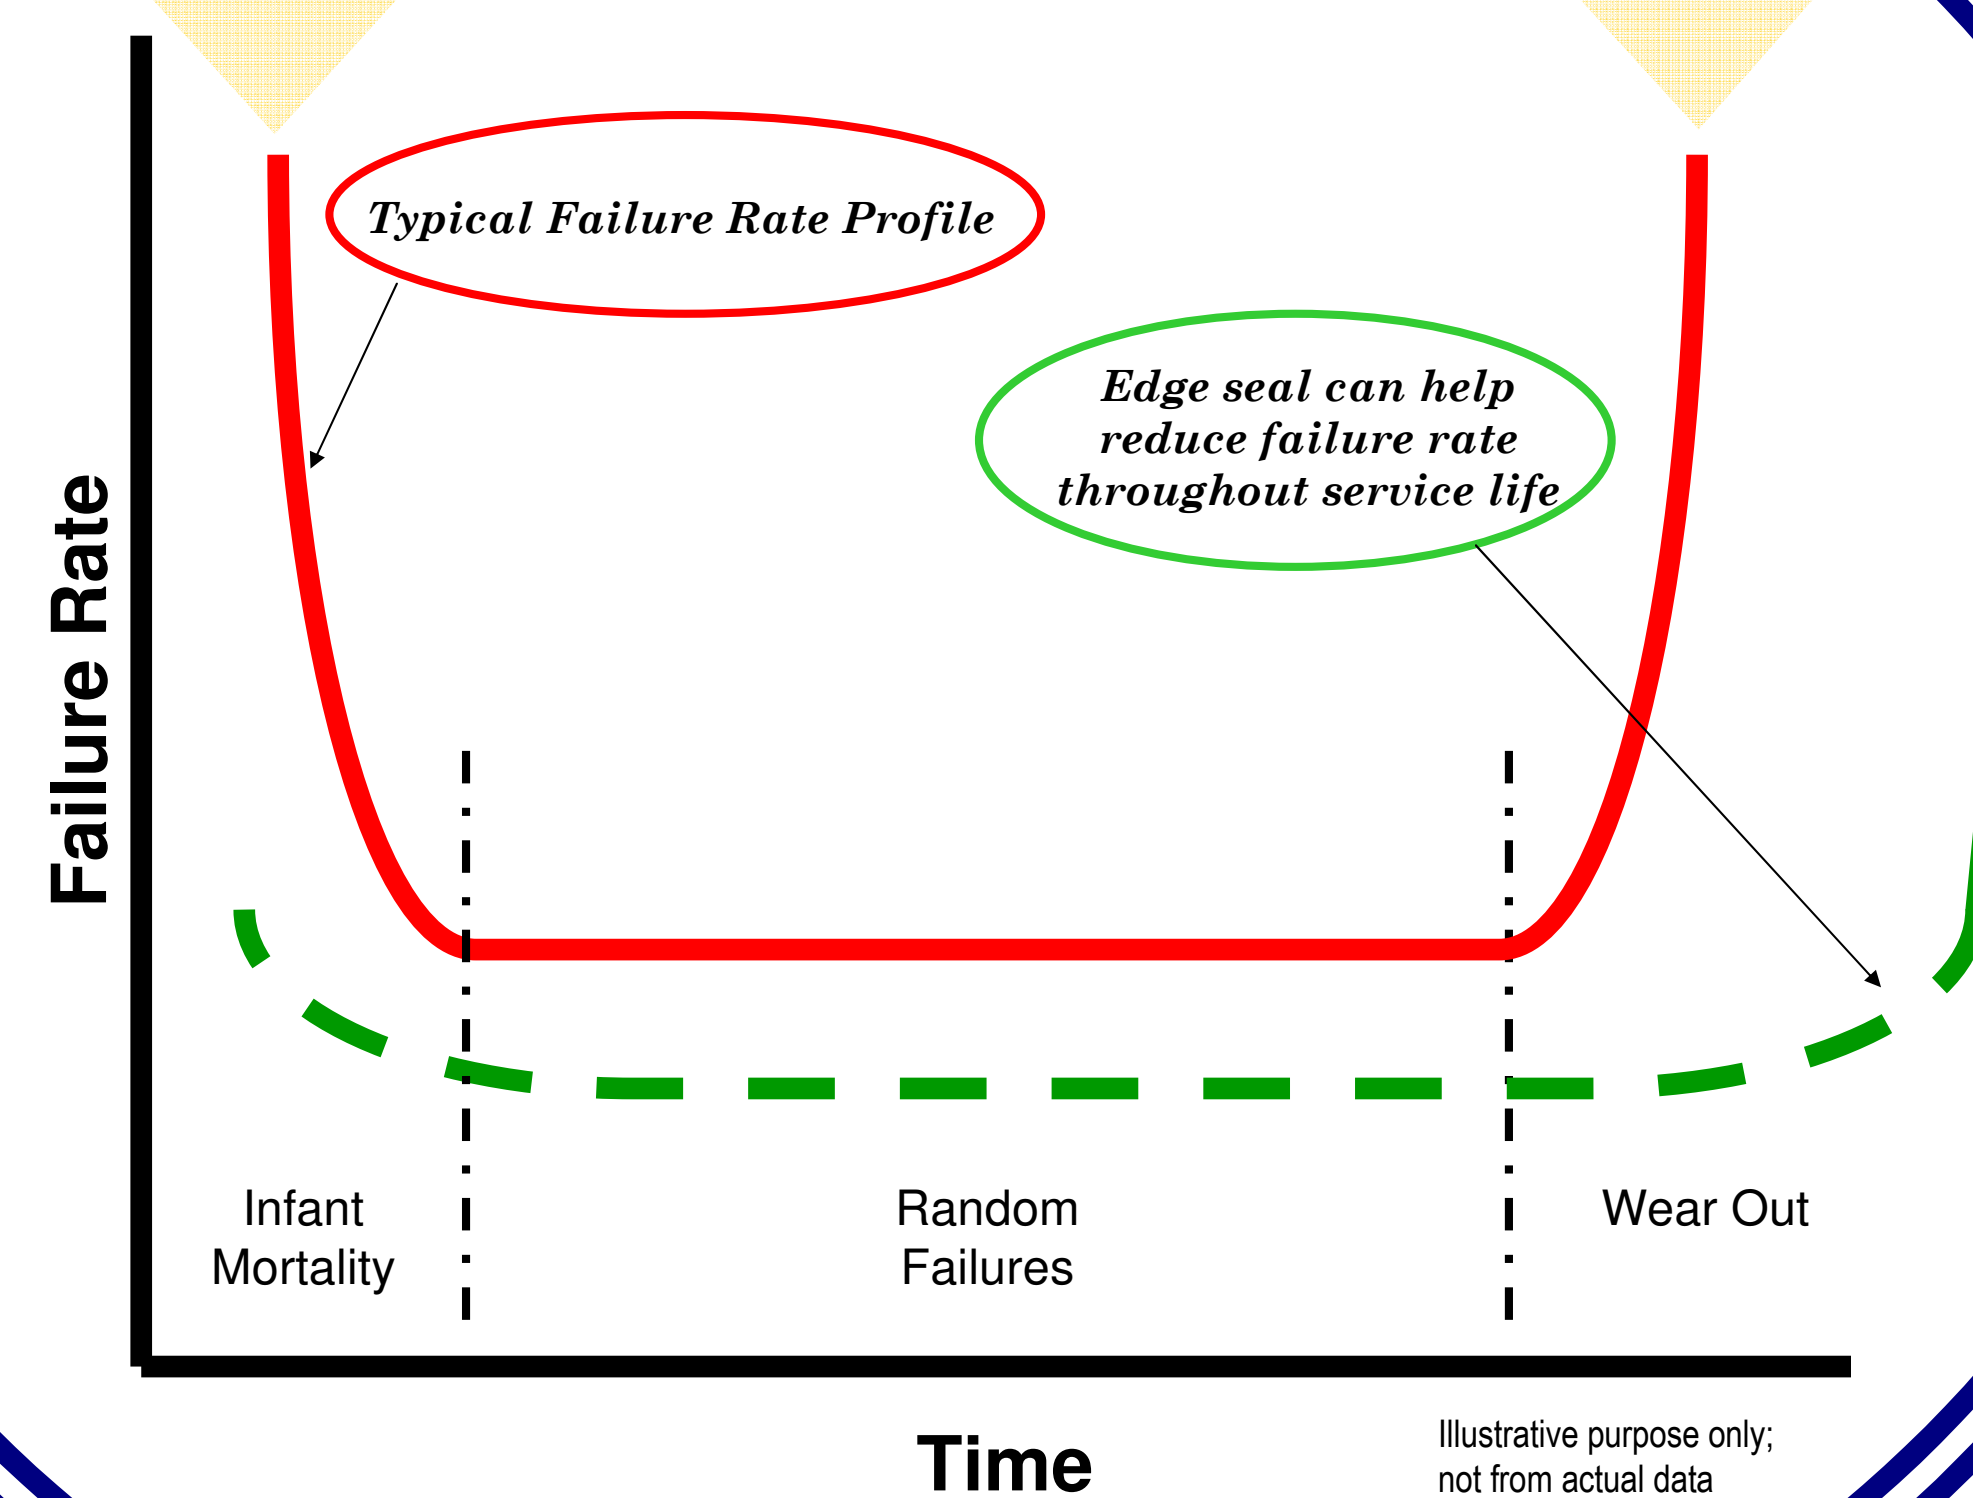 Typical Failure Rate Profile
Edge seal can help
reduce failure rate
throughout service life
Failure Rate
Infant
Mortality
Random
Failures
Wear Out
Time
Illustrative purpose only;
not from actual data